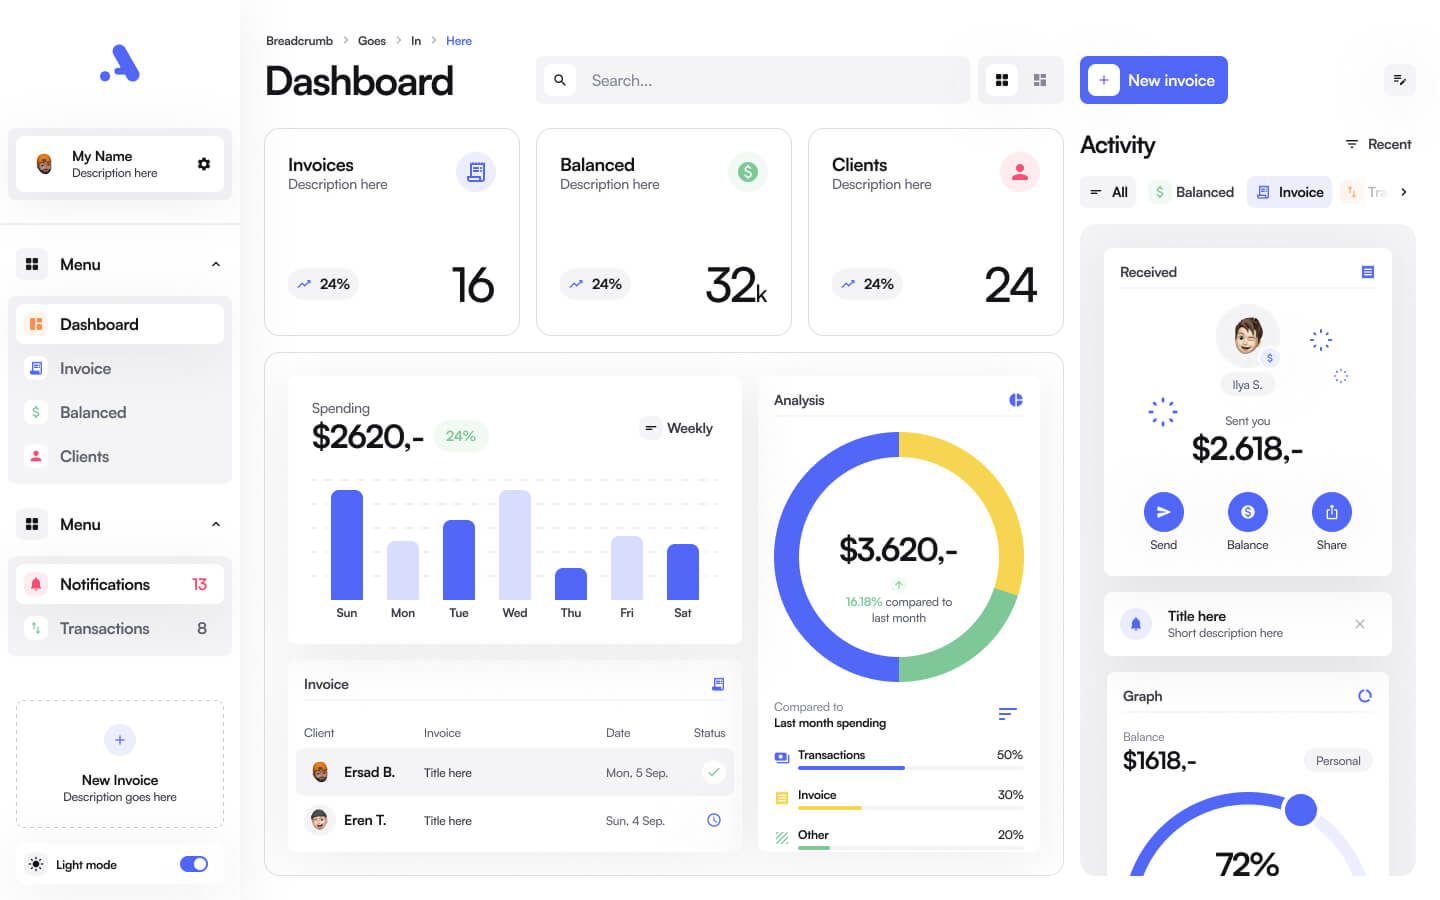 My Name
Description here
Menu
Dashboard
Invoice
Balanced
Clients
Menu
Notifications 13
Transactions 8
New Invoice
Description goes here
Light mode
Breadcrumb Goes In Here
Dashboard
Search...
New invoice
Invoices
Description here
24% 16
Balanced
Description here
24% 32k
Clients
Description here
24% 24
Spending
$2620,- 24%
Weekly
Sun Mon Tue Wed Thu Fri Sat
Invoice
Client Invoice Date Status
Ersad B. Title here Mon, 5 Sep.
Eren T. Title here Sun, 4 Sep.
Analysis
$3.620,-
16.18% compared to
last month
Compared to
Last month spending
Transactions 50%
Invoice 30%
Other 20%
Activity
Recent
All Balanced Invoice Tra
Received
Ilya S.
Sent you
$2.618,-
Send Balance Share
Title here
Short description here
Graph
Balance
$1618,-
Personal
72%